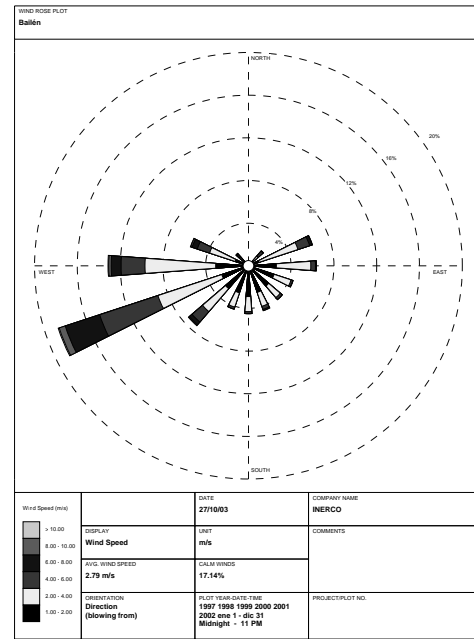 WIND ROSE PLOT
Bailén
NORTH
20%
16%
12%
8%
4%
WEST
EAST
SOUTH
Wind Speed (m/s)
> 10.00
8.00 - 10.00
6.00 - 8.00
4.00 - 6.00
2.00 - 4.00
1.00 - 2.00
DATE
27/10/03
COMPANY NAME
INERCO
DISPLAY
Wind Speed
UNIT
m/s
COMMENTS
AVG. WIND SPEED
2.79 m/s
CALM WINDS
17.14%
ORIENTATION
Direction
(blowing from)
PLOT YEAR-DATE-TIME
1997 1998 1999 2000 2001
2002 ene 1 - dic 31
Midnight - 11 PM
PROJECT/PLOT NO.